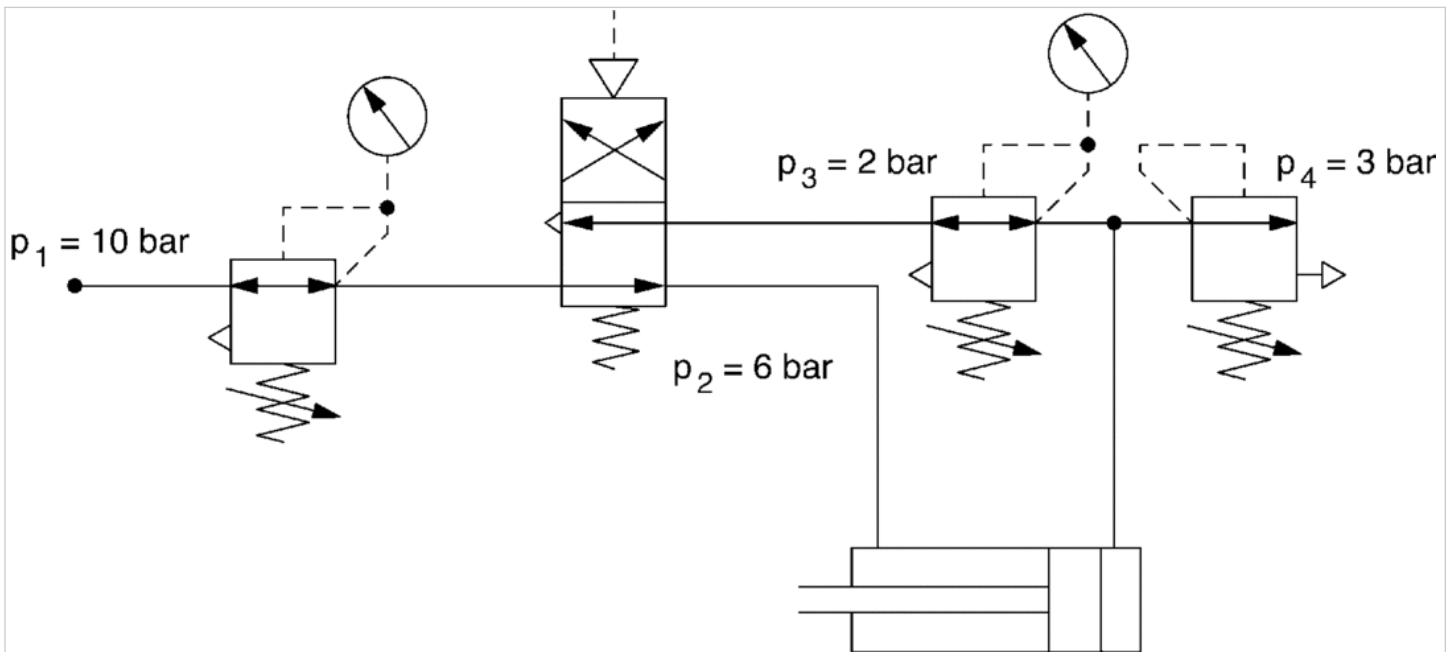 p₃ = 2 bar
p₄ = 3 bar
p₁ = 10 bar
p₂ = 6 bar